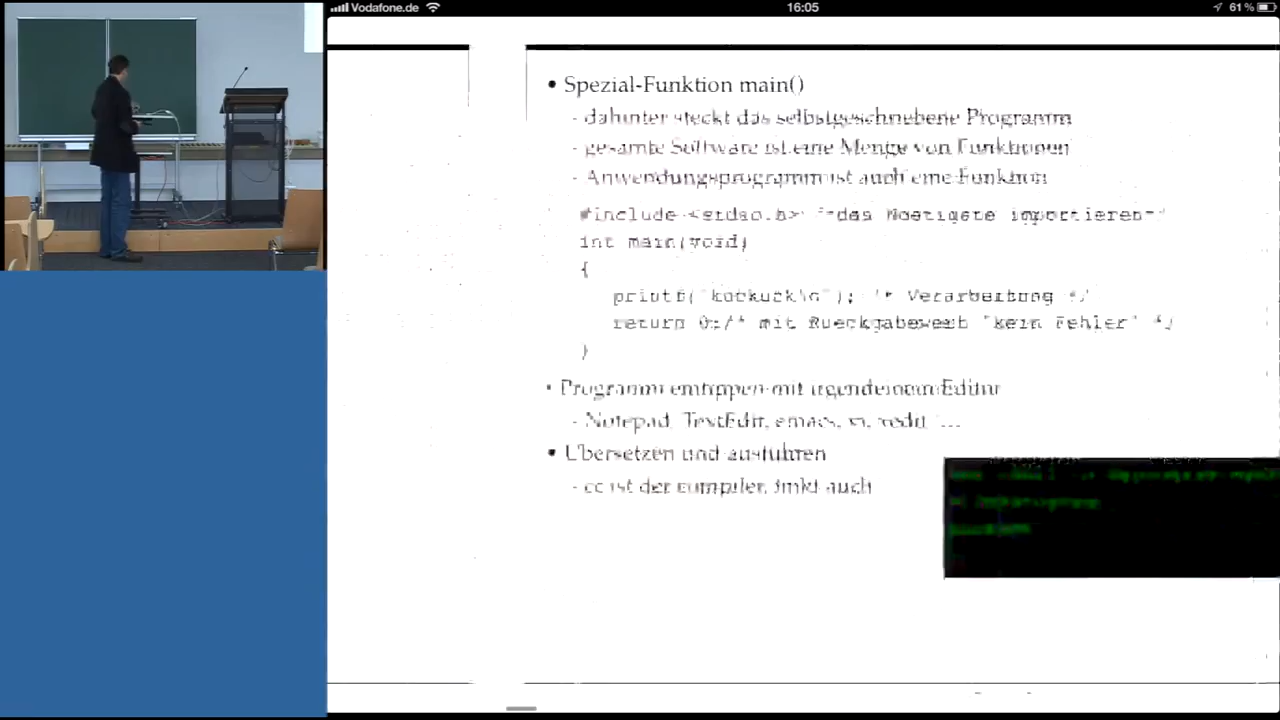 Vodafone.de 16:05 61 %
• Spezial-Funktion main()
- dahinter steckt das selbstgeschriebene Programm
- gesamte Software ist eine Menge von Funktionen
- Anwendungsprogramm ist auch eine Funktion
#include <stdio.h> das Noetigste importieren
int main(void)
{
printf("kuckuck\n"); /* Verarbeitung */
return 0;/* mit Rueckgabewert "kein Fehler" */
}
• Programm eintippen mit irgendeinem Editor
- Notepad, TextEdit, emacs, vi, xedit, ...
• Übersetzen und ausführen
- cc ist der compiler, linkt auch